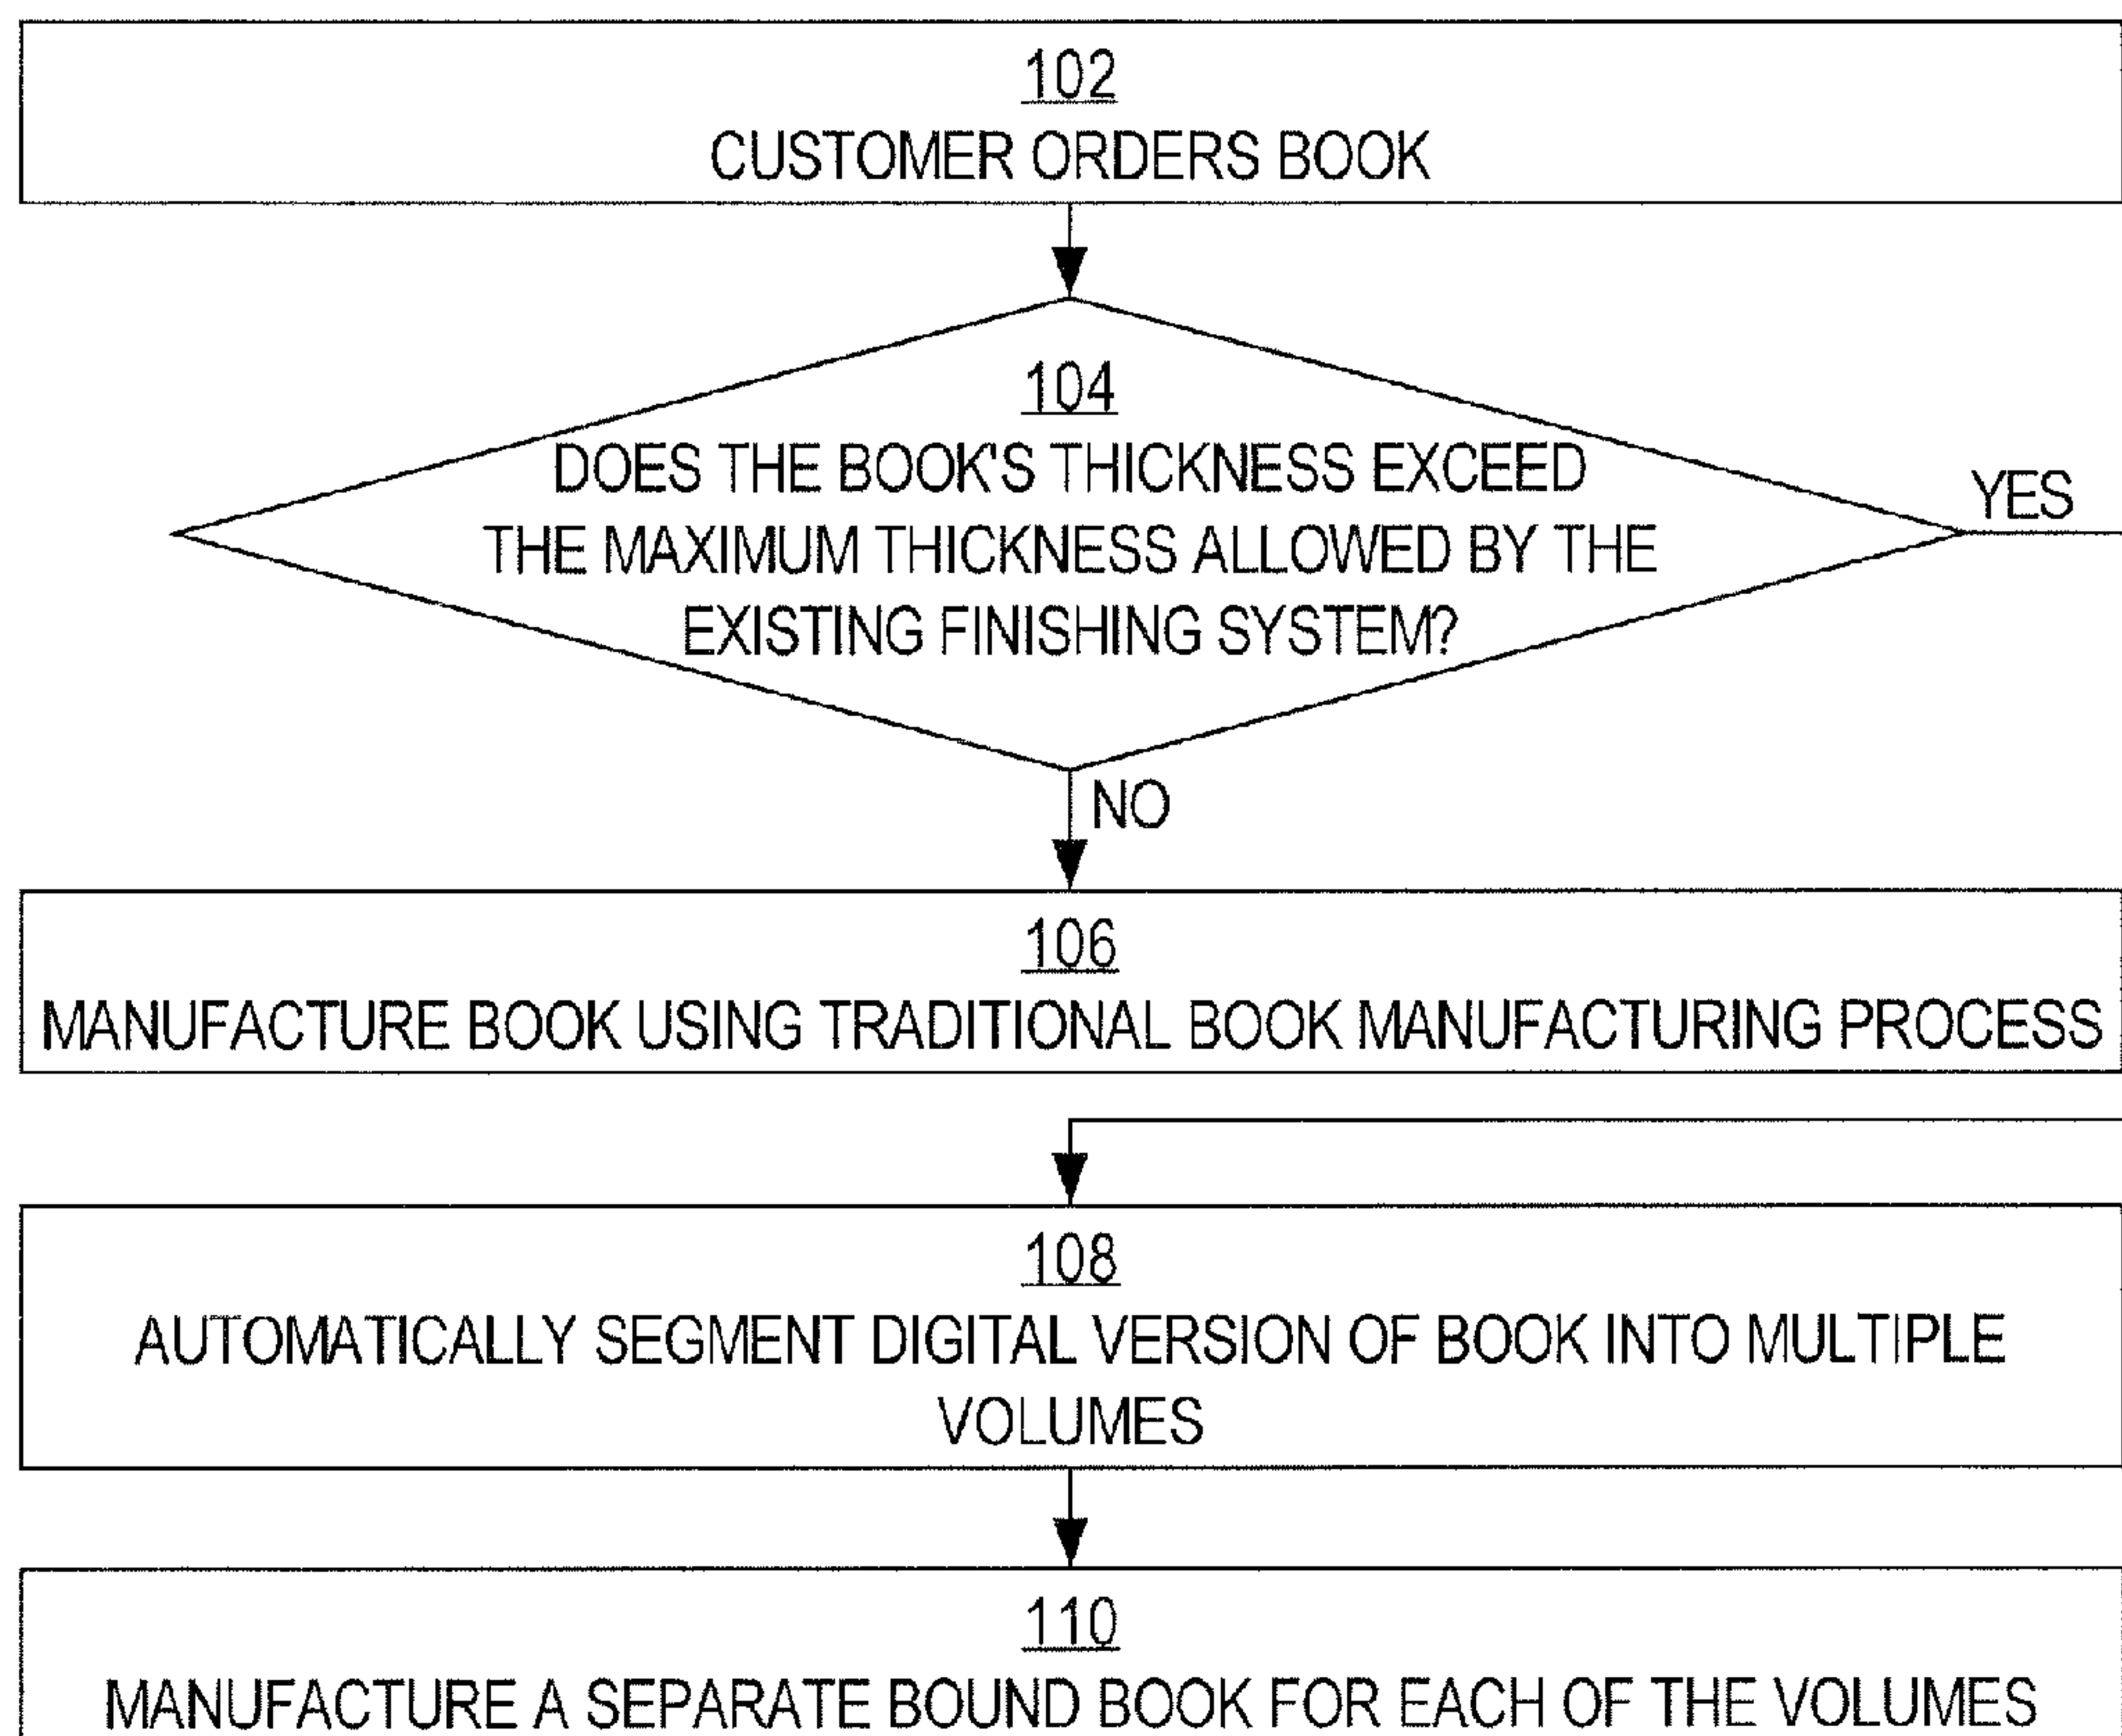 102
CUSTOMER ORDERS BOOK
104
DOES THE BOOK'S THICKNESS EXCEED
THE MAXIMUM THICKNESS ALLOWED BY THE
EXISTING FINISHING SYSTEM?
YES
NO
106
MANUFACTURE BOOK USING TRADITIONAL BOOK MANUFACTURING PROCESS
108
AUTOMATICALLY SEGMENT DIGITAL VERSION OF BOOK INTO MULTIPLE
VOLUMES
110
MANUFACTURE A SEPARATE BOUND BOOK FOR EACH OF THE VOLUMES